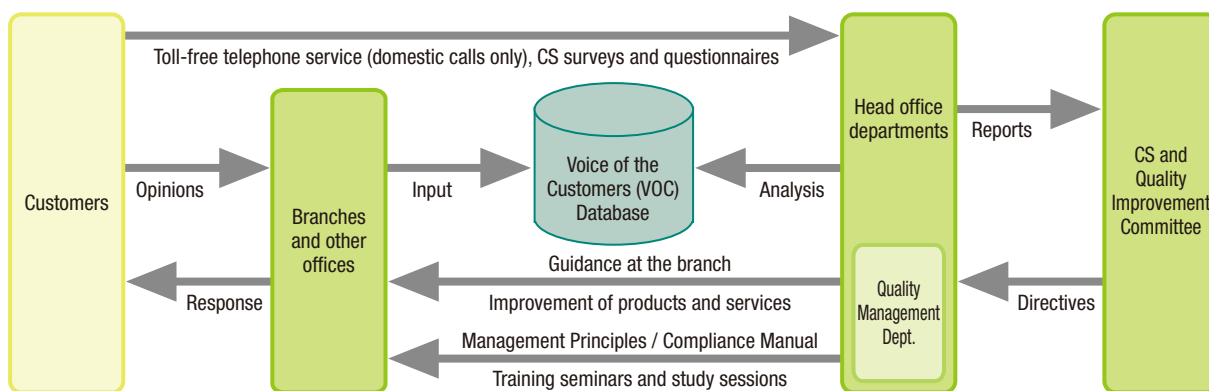 Toll-free telephone service (domestic calls only), CS surveys and questionnaires
Customers
Opinions
Response
Branches
and other
offices
Input
Voice of the
Customers (VOC)
Database
Analysis
Guidance at the branch
Improvement of products and services
Management Principles / Compliance Manual
Training seminars and study sessions
Head office
departments
Quality
Management
Dept.
Reports
Directives
CS and
Quality
Improvement
Committee